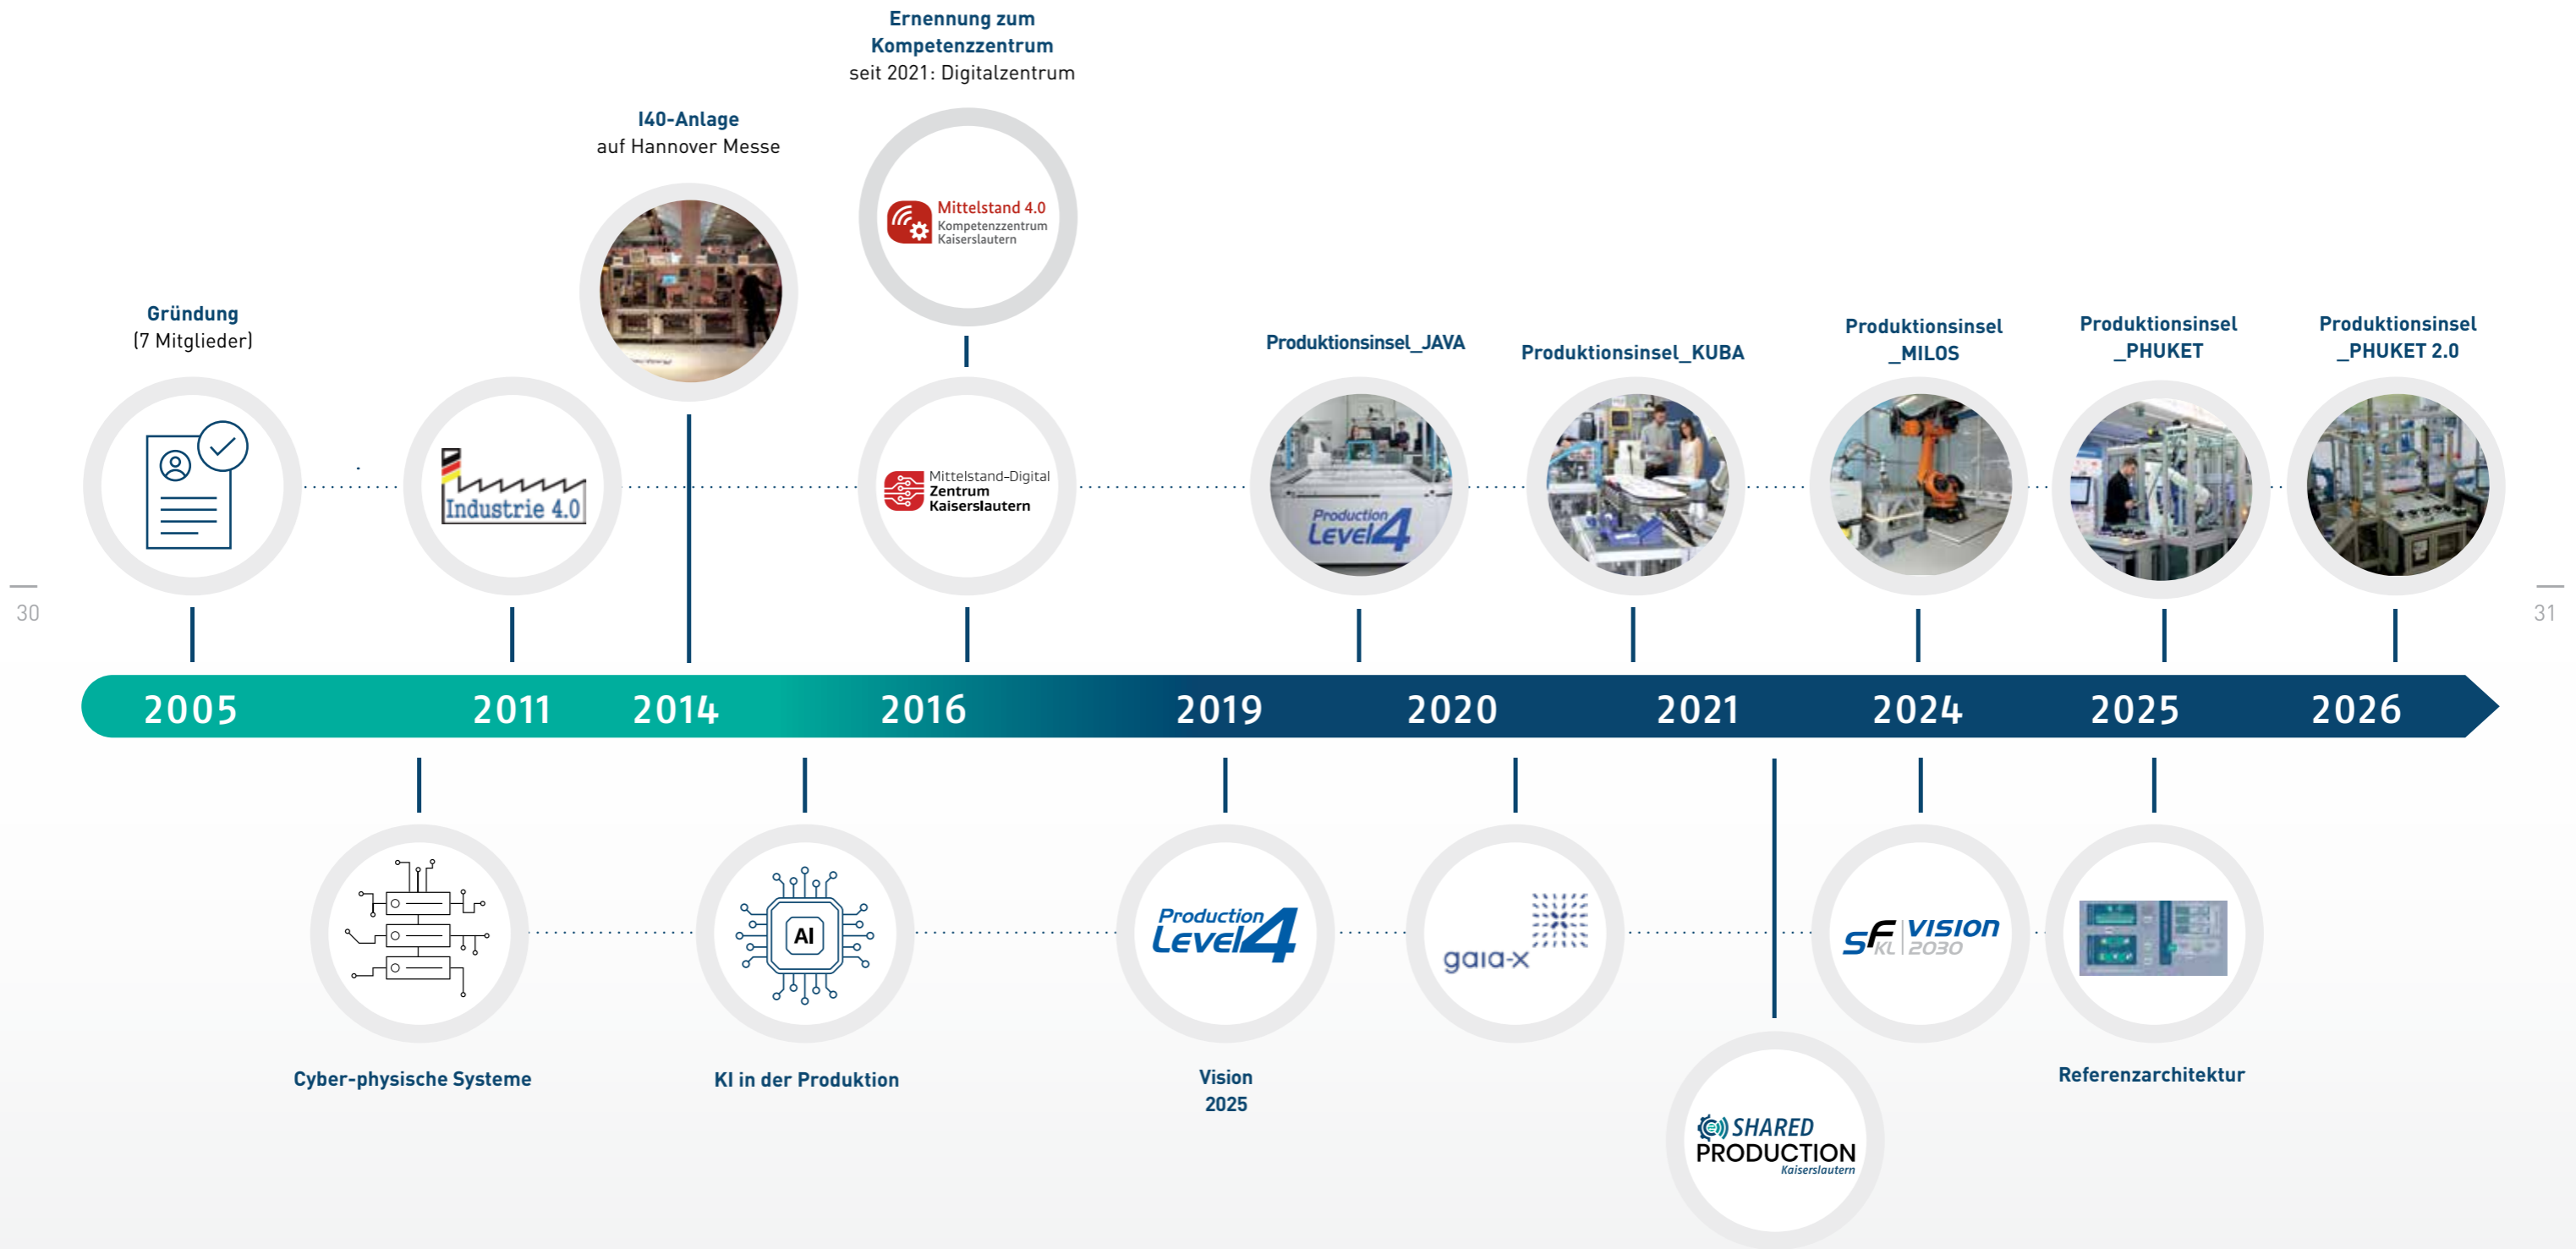 Ernennung zum
Kompetenzzentrum
seit 2021: Digitalzentrum
I40-Anlage
auf Hannover Messe
Mittelstand 4.0
Kompetenzzentrum
Kaiserslautern
Gründung
(7 Mitglieder)
Produktionsinsel_JAVA
Produktionsinsel_KUBA
Produktionsinsel
_MILOS
Produktionsinsel
_PHUKET
Produktionsinsel
_PHUKET 2.0
Industrie 4.0
Mittelstand-Digital
Zentrum
Kaiserslautern
Production
Level4
30
31
2005
2011
2014
2016
2019
2020
2021
2024
2025
2026
AI
Production
Level4
gaia-x
SF KL
VISION
2030
Cyber-physische Systeme
KI in der Produktion
Vision
2025
Referenzarchitektur
SHARED
PRODUCTION
Kaiserslautern